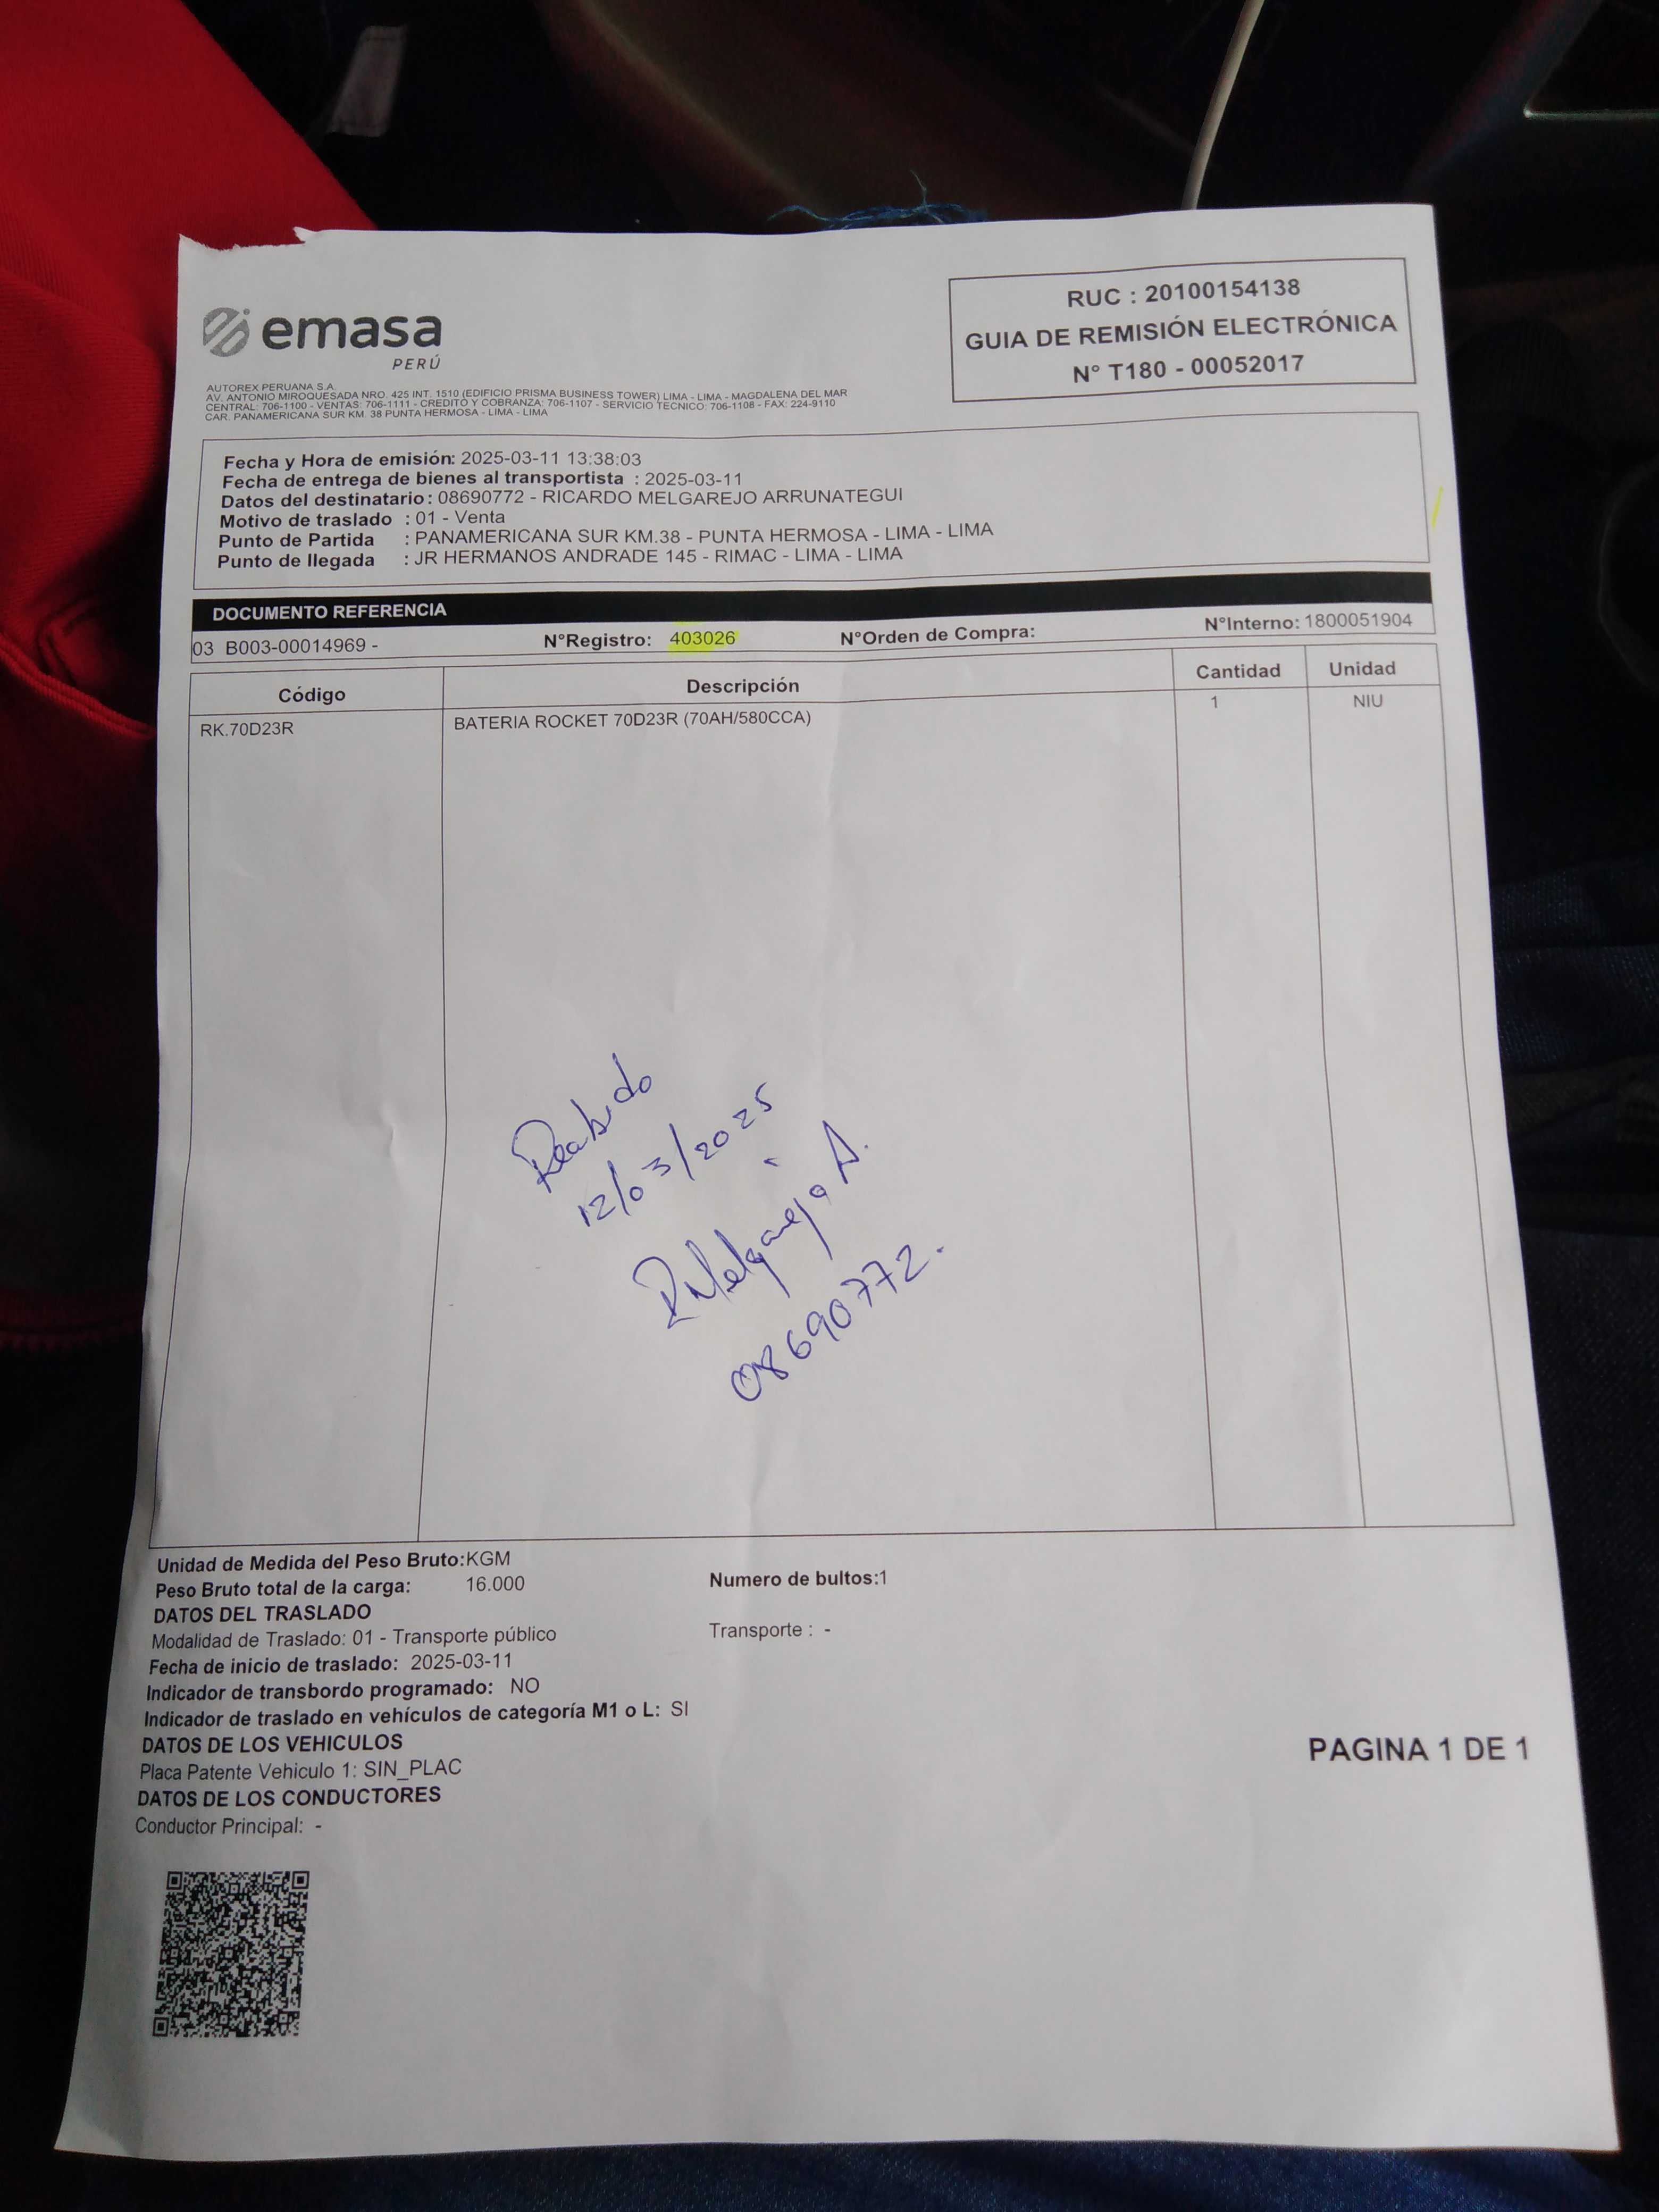 emasa
PERÚ
RUC : 20100154138
GUIA DE REMISIÓN ELECTRÓNICA
N° T180 - 00052017
AUTOREX PERUANA S.A.
AV. ANTONIO MIROQUESADA NRO. 425 INT. 1510 (EDIFICIO PRISMA BUSINESS TOWER) LIMA - LIMA - MAGDALENA DEL MAR
CENTRAL: 706-1100 - VENTAS: 706-1111 - CREDITO Y COBRANZA: 706-1107 - SERVICIO TECNICO: 706-1108 - FAX: 224-9110
CAR. PANAMERICANA SUR KM. 38 PUNTA HERMOSA - LIMA - LIMA
Fecha y Hora de emisión: 2025-03-11 13:38:03
Fecha de entrega de bienes al transportista : 2025-03-11
Datos del destinatario : 08690772 - RICARDO MELGAREJO ARRUNATEGUI
Motivo de traslado : 01 - Venta
Punto de Partida : PANAMERICANA SUR KM.38 - PUNTA HERMOSA - LIMA - LIMA
Punto de llegada : JR HERMANOS ANDRADE 145 - RIMAC - LIMA - LIMA
DOCUMENTO REFERENCIA
03 B003-00014969 - N°Registro: 403026 N°Orden de Compra: N°Interno: 1800051904
Código Descripción Cantidad Unidad
RK.70D23R BATERIA ROCKET 70D23R (70AH/580CCA) 1 NIU
Recibido
12/03/2025
RMelgarejo A.
08690772.
Unidad de Medida del Peso Bruto:KGM
Peso Bruto total de la carga: 16.000 Numero de bultos:1
DATOS DEL TRASLADO
Modalidad de Traslado: 01 - Transporte público Transporte : -
Fecha de inicio de traslado: 2025-03-11
Indicador de transbordo programado: NO
Indicador de traslado en vehículos de categoría M1 o L: SI
DATOS DE LOS VEHICULOS
Placa Patente Vehiculo 1: SIN_PLAC
PAGINA 1 DE 1
DATOS DE LOS CONDUCTORES
Conductor Principal: -